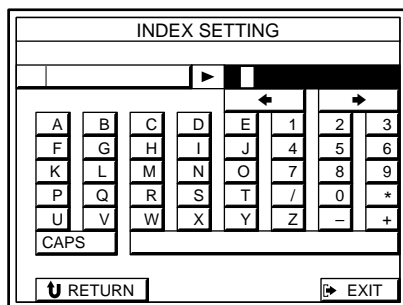 INDEX SETTING
A B C D E 1 2 3
F G H I J 4 5 6
K L M N O 7 8 9
P Q R S T / 0 *
U V W X Y Z – +
CAPS
RETURN EXIT